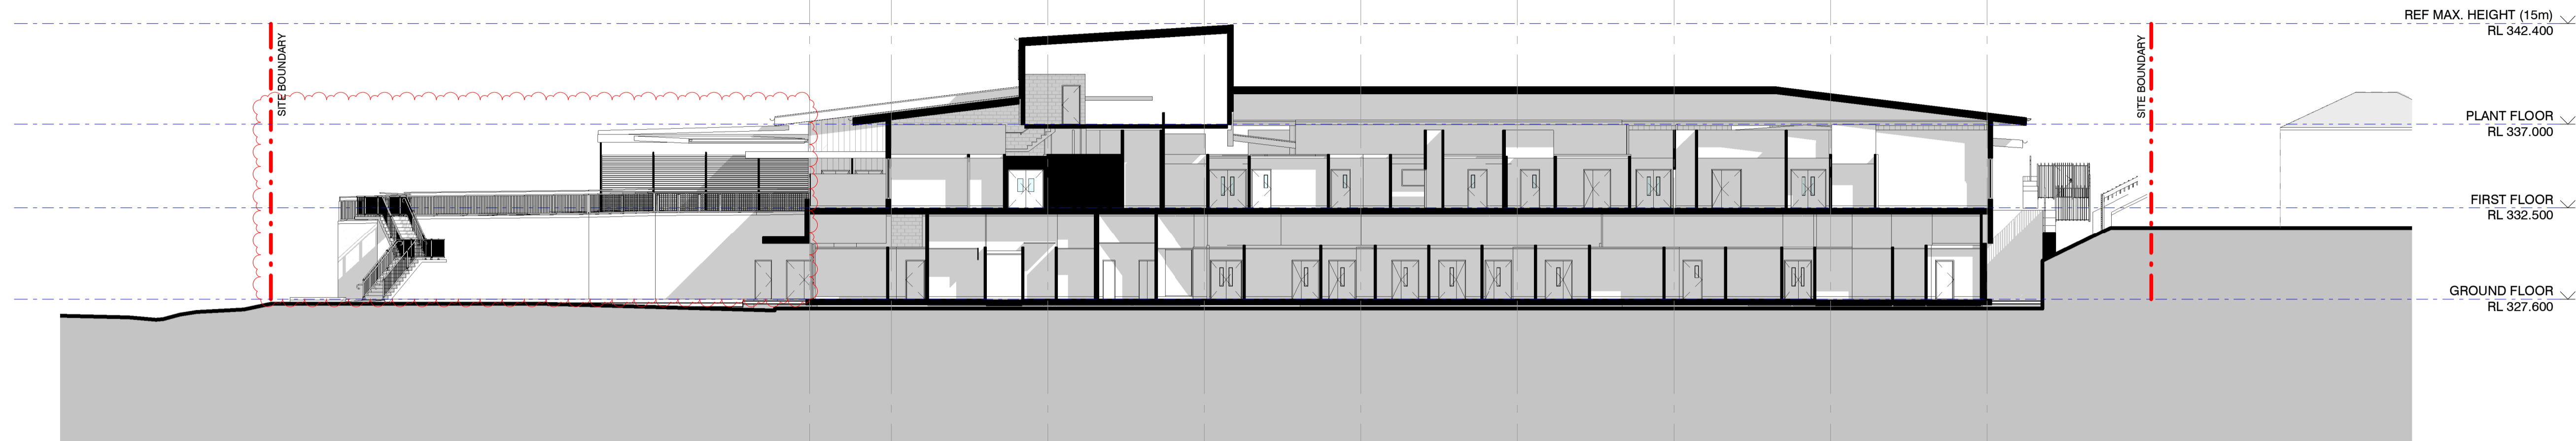 REF MAX. HEIGHT (15m)
RL 342.400
SITE BOUNDARY
SITE BOUNDARY
PLANT FLOOR
RL 337.000
FIRST FLOOR
RL 332.500
GROUND FLOOR
RL 327.600